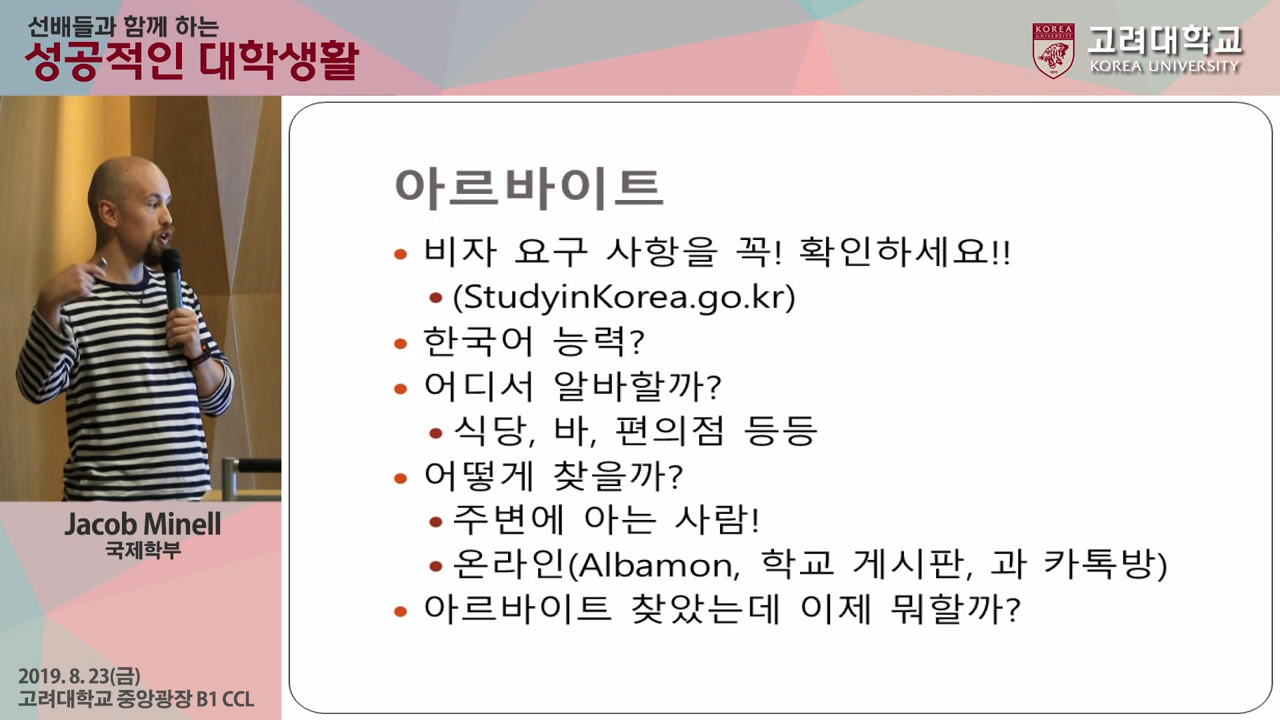 선배들과 함께 하는
성공적인 대학생활
KOREA
UNIVERSITY
고려대학교
KOREA UNIVERSITY
아르바이트
• 비자 요구 사항을 꼭! 확인하세요!!
• (StudyinKorea.go.kr)
• 한국어 능력?
• 어디서 알바할까?
• 식당, 바, 편의점 등등
• 어떻게 찾을까?
• 주변에 아는 사람!
• 온라인(Albamon, 학교 게시판, 과 카톡방)
• 아르바이트 찾았는데 이제 뭐할까?
Jacob Minell
국제학부
2019. 8. 23(금)
고려대학교 중앙광장 B1 CCL